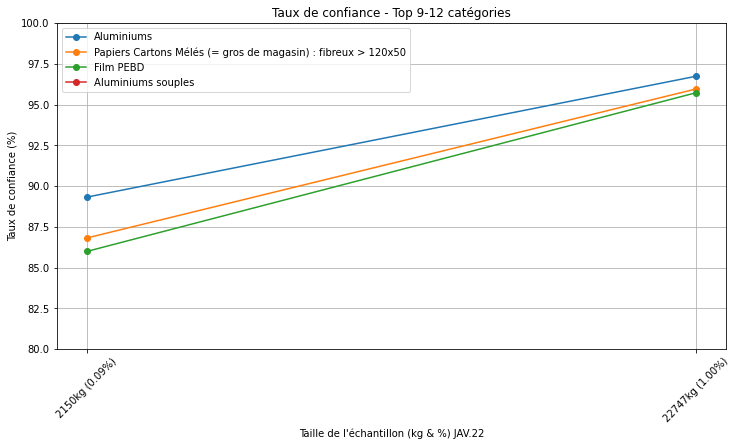 Taux de confiance - Top 9-12 catégories
Aluminiums
Papiers Cartons Mélés (= gros de magasin) : fibreux > 120x50
Film PEBD
Aluminiums souples
100.0
97.5
95.0
92.5
90.0
87.5
85.0
82.5
80.0
Taux de confiance (%)
2150kg (0.09%)
22747kg (1.00%)
Taille de l'échantillon (kg & %) JAV.22